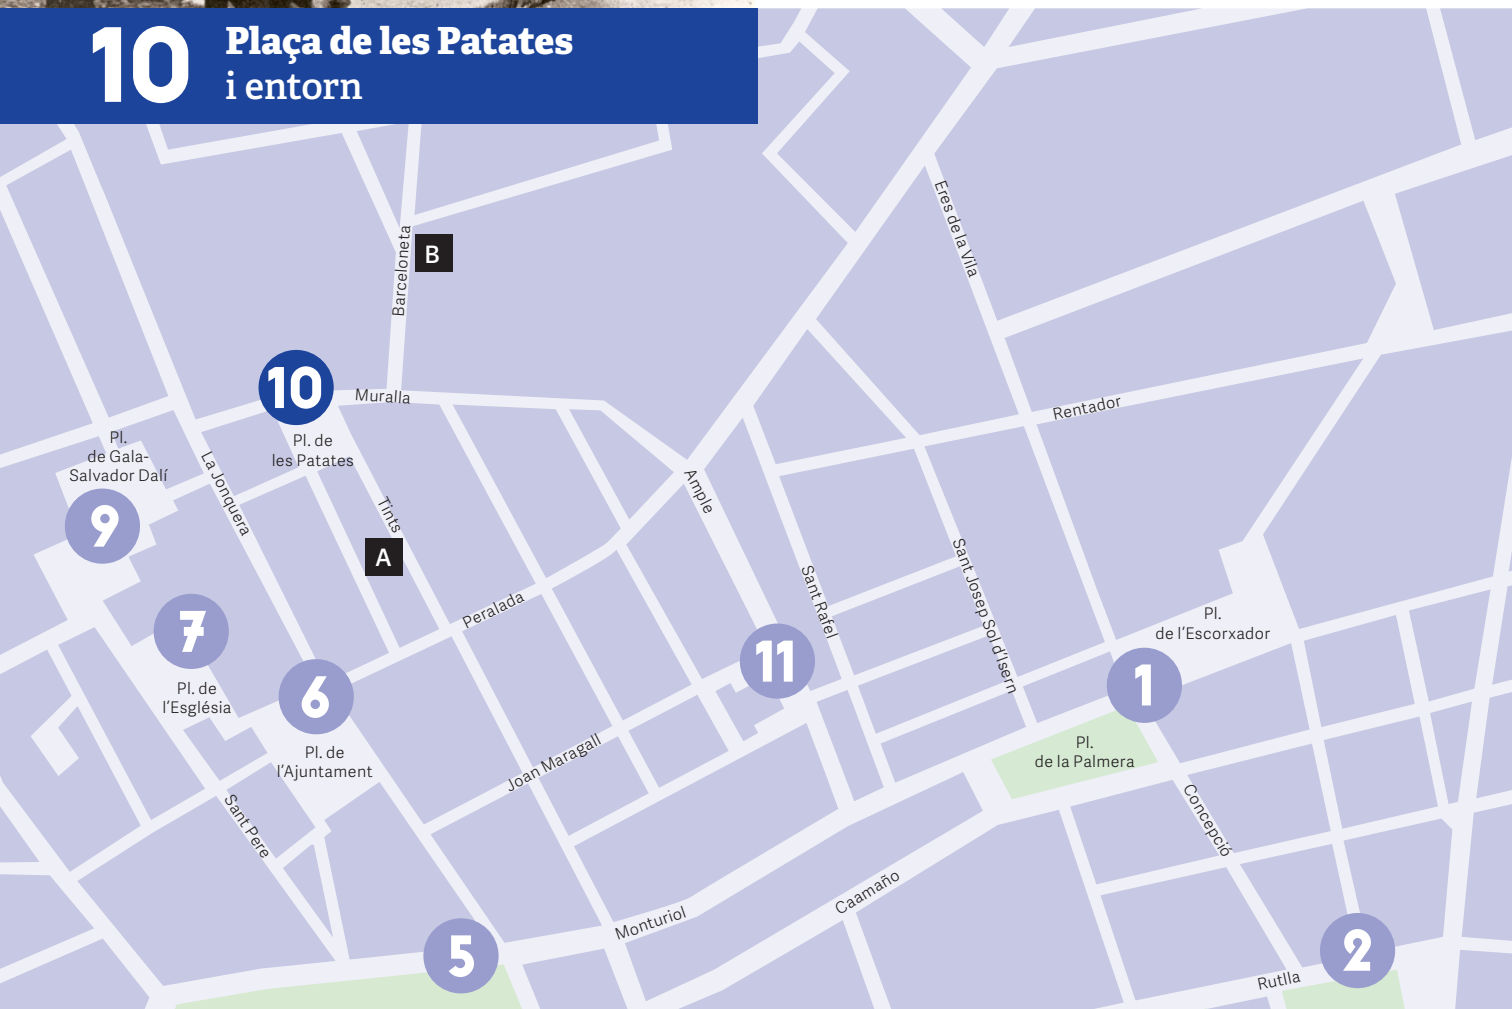 10
Plaça de les Patates
i entorn
Eres de la Vila
Barceloneta
B
10
Muralla
Rentador
Pl.
de Gala-
Salvador Dalí
Pl. de
les Patates
La Jonquera
Tints
Ample
9
A
Sant Rafel
Sant Josep Sol d'Isern
Peralada
7
Pl.
de l'Escorxador
11
6
1
Pl. de
l'Església
Pl. de
l'Ajuntament
Joan Maragall
Pl.
de la Palmera
Sant Pere
Concepció
Caamaño
Monturiol
5
2
Rutlla